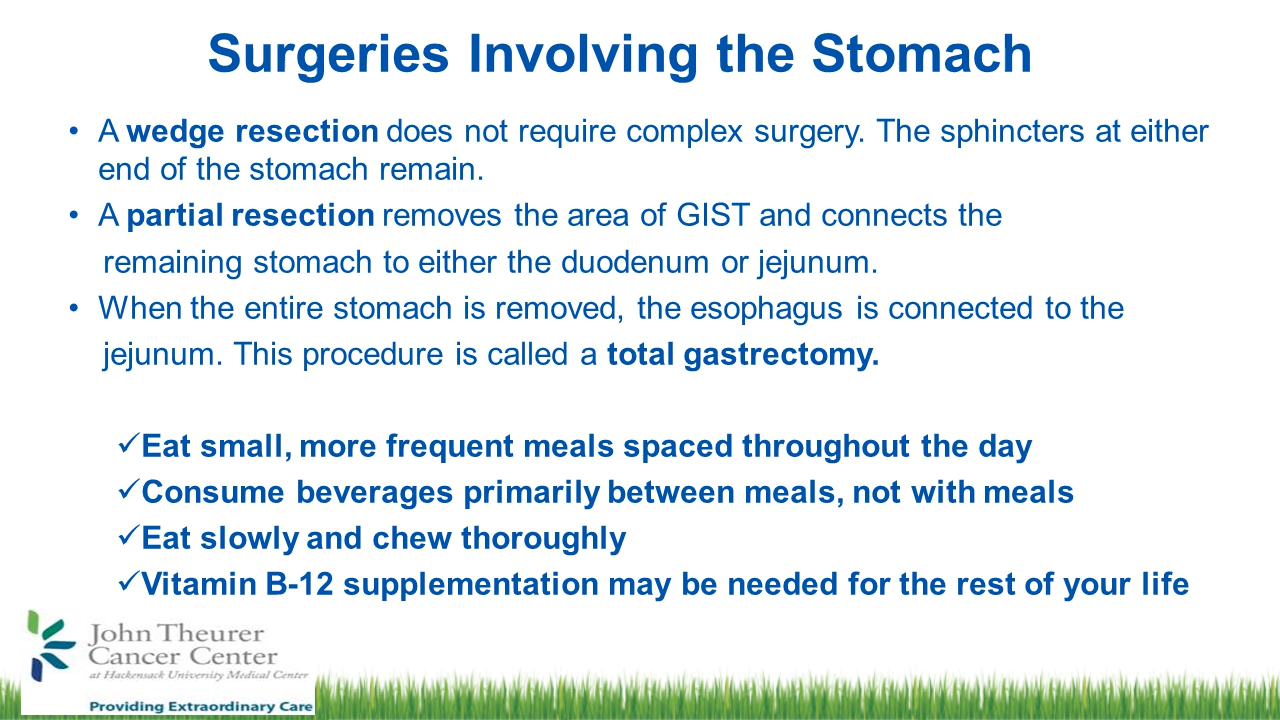 Surgeries Involving the Stomach
• A wedge resection does not require complex surgery. The sphincters at either
end of the stomach remain.
• A partial resection removes the area of GIST and connects the
remaining stomach to either the duodenum or jejunum.
• When the entire stomach is removed, the esophagus is connected to the
jejunum. This procedure is called a total gastrectomy.
✓Eat small, more frequent meals spaced throughout the day
✓Consume beverages primarily between meals, not with meals
✓Eat slowly and chew thoroughly
✓Vitamin B-12 supplementation may be needed for the rest of your life
John Theurer
Cancer Center
at Hackensack University Medical Center
Providing Extraordinary Care